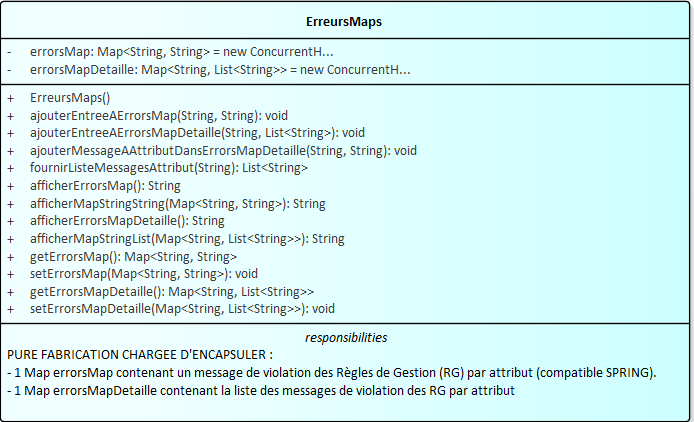 ErreursMaps
- errorsMap: Map<String, String> = new ConcurrentH...
- errorsMapDetaille: Map<String, List<String>> = new ConcurrentH...
+ ErreursMaps()
+ ajouterEntreeAErrorsMap(String, String): void
+ ajouterEntreeAErrorsMapDetaille(String, List<String>): void
+ ajouterMessageAAttributDansErrorsMapDetaille(String, String): void
+ fournirListeMessagesAttribut(String): List<String>
+ afficherErrorsMap(): String
+ afficherMapStringString(Map<String, String>): String
+ afficherErrorsMapDetaille(): String
+ afficherMapStringList(Map<String, List<String>>): String
+ getErrorsMap(): Map<String, String>
+ setErrorsMap(Map<String, String>): void
+ getErrorsMapDetaille(): Map<String, List<String>>
+ setErrorsMapDetaille(Map<String, List<String>>): void
responsibilities
PURE FABRICATION CHARGEE D'ENCAPSULER :
- 1 Map errorsMap contenant un message de violation des Règles de Gestion (RG) par attribut (compatible SPRING).
- 1 Map errorsMapDetaille contenant la liste des messages de violation des RG par attribut